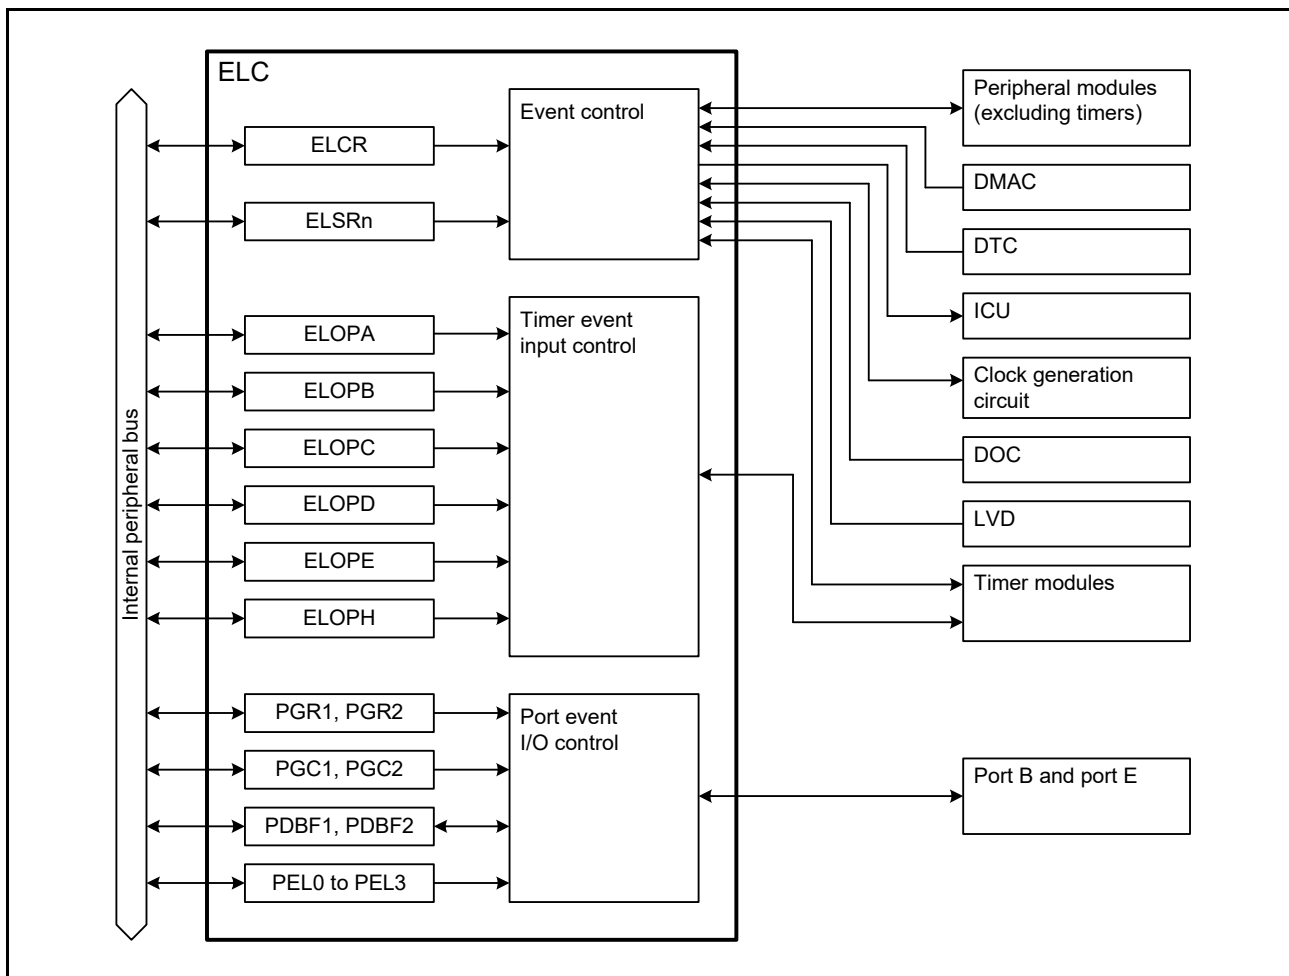 ELC
Internal peripheral bus
ELCR
ELSRn
Event control
ELOPA
ELOPB
ELOPC
ELOPD
ELOPE
ELOPH
Timer event
input control
PGR1, PGR2
PGC1, PGC2
PDBF1, PDBF2
PEL0 to PEL3
Port event
I/O control
Peripheral modules
(excluding timers)
DMAC
DTC
ICU
Clock generation
circuit
DOC
LVD
Timer modules
Port B and port E